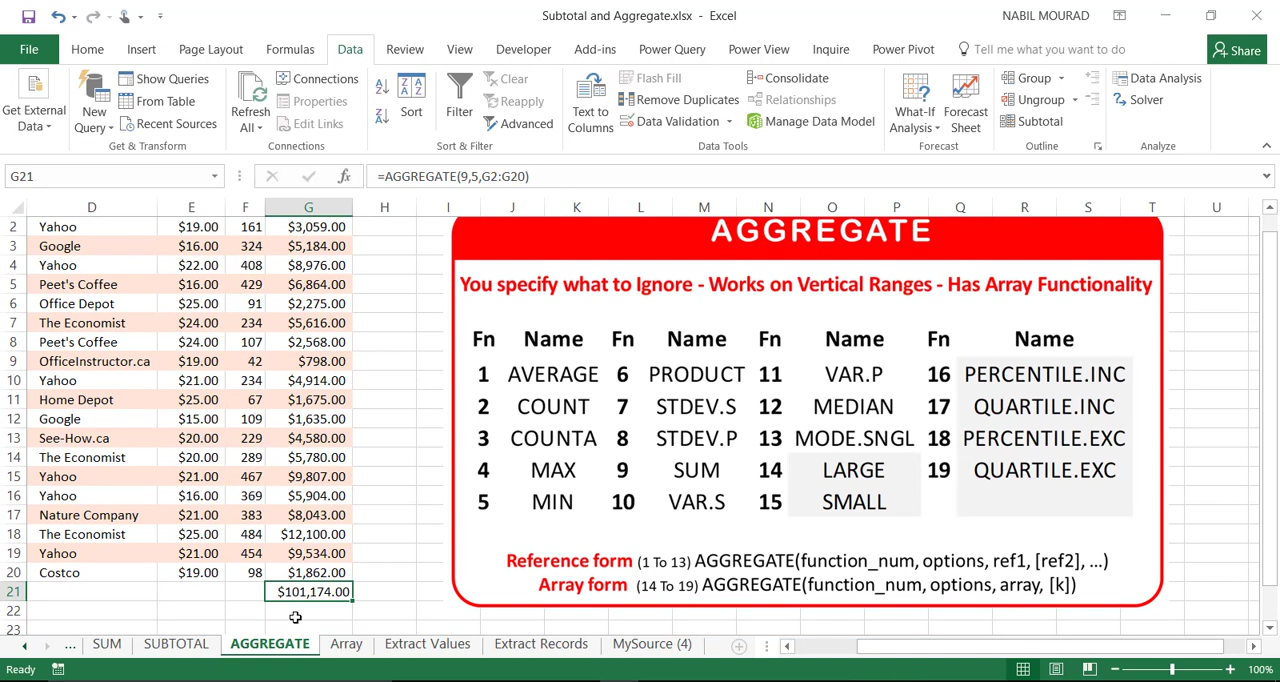 Subtotal and Aggregate.xlsx - Excel
NABIL MOURAD
File Home Insert Page Layout Formulas Data Review View Developer Add-ins Power Query Power View Inquire Power Pivot Tell me what you want to do Share
Get External Data
New Query
Show Queries
From Table
Recent Sources
Get & Transform
Refresh All
Connections
Properties
Edit Links
Connections
Sort
Filter
Clear
Reapply
Advanced
Sort & Filter
Text to Columns
Flash Fill
Remove Duplicates
Data Validation
Consolidate
Relationships
Manage Data Model
Data Tools
What-If Analysis
Forecast Sheet
Forecast
Group
Ungroup
Subtotal
Outline
Data Analysis
Solver
Analyze
G21 fx =AGGREGATE(9,5,G2:G20)
D E F G H I J K L M N O P Q R S T U
2 Yahoo $19.00 161 $3,059.00
3 Google $16.00 324 $5,184.00
4 Yahoo $22.00 408 $8,976.00
5 Peet's Coffee $16.00 429 $6,864.00
6 Office Depot $25.00 91 $2,275.00
7 The Economist $24.00 234 $5,616.00
8 Peet's Coffee $24.00 107 $2,568.00
9 OfficeInstructor.ca $19.00 42 $798.00
10 Yahoo $21.00 234 $4,914.00
11 Home Depot $25.00 67 $1,675.00
12 Google $15.00 109 $1,635.00
13 See-How.ca $20.00 229 $4,580.00
14 The Economist $20.00 289 $5,780.00
15 Yahoo $21.00 467 $9,807.00
16 Yahoo $16.00 369 $5,904.00
17 Nature Company $21.00 383 $8,043.00
18 The Economist $25.00 484 $12,100.00
19 Yahoo $21.00 454 $9,534.00
20 Costco $19.00 98 $1,862.00
21 $101,174.00
22
23
AGGREGATE
You specify what to Ignore - Works on Vertical Ranges - Has Array Functionality
Fn Name Fn Name Fn Name Fn Name
1 AVERAGE 6 PRODUCT 11 VAR.P 16 PERCENTILE.INC
2 COUNT 7 STDEV.S 12 MEDIAN 17 QUARTILE.INC
3 COUNTA 8 STDEV.P 13 MODE.SNGL 18 PERCENTILE.EXC
4 MAX 9 SUM 14 LARGE 19 QUARTILE.EXC
5 MIN 10 VAR.S 15 SMALL
Reference form (1 To 13) AGGREGATE(function_num, options, ref1, [ref2], ...)
Array form (14 To 19) AGGREGATE(function_num, options, array, [k])
... SUM SUBTOTAL AGGREGATE Array Extract Values Extract Records MySource (4)
Ready 100%